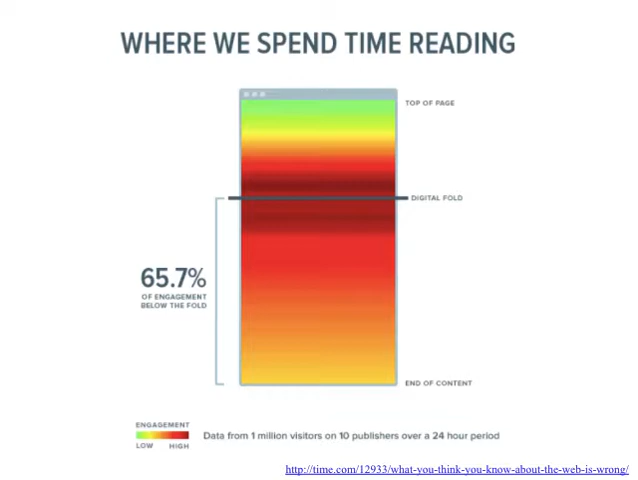 WHERE WE SPEND TIME READING
TOP OF PAGE
DIGITAL FOLD
65.7%
OF ENGAGEMENT
BELOW THE FOLD
END OF CONTENT
ENGAGEMENT
LOW HIGH
Data from 1 million visitors on 10 publishers over a 24 hour period
http://time.com/12933/what-you-think-you-know-about-the-web-is-wrong/